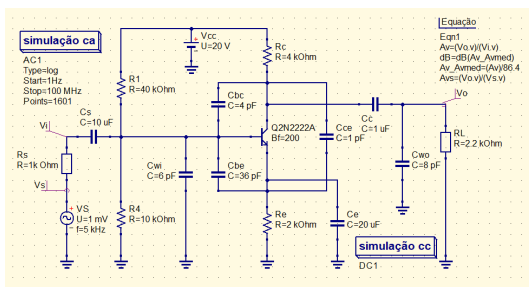 simulação ca
AC1
Type=log
Start=1Hz
Stop=100 MHz
Points=1601
Vcc
U=20 V
Rc
R=4 kOhm
Equação
Eqn1
Av=(Vo.v)/(Vi.v)
dB=dB(Av_Avmed)
Av_Avmed=(Av)/86.4
Avs=(Vo.v)/(Vs.v)
R1
R=40 kOhm
Cbc
C=4 pF
Cs
C=10 uF
Vi
Q2N2222A
Bf=200
Cce
C=1 pF
Cc
C=1 uF
Vo
Rs
R=1k Ohm
Vs
Cwi
C=6 pF
Cbe
C=36 pF
Cwo
C=8 pF
RL
R=2.2 kOhm
VS
U=1 mV
f=5 kHz
R4
R=10 kOhm
Re
R=2 kOhm
Ce
C=20 uF
simulação cc
DC1